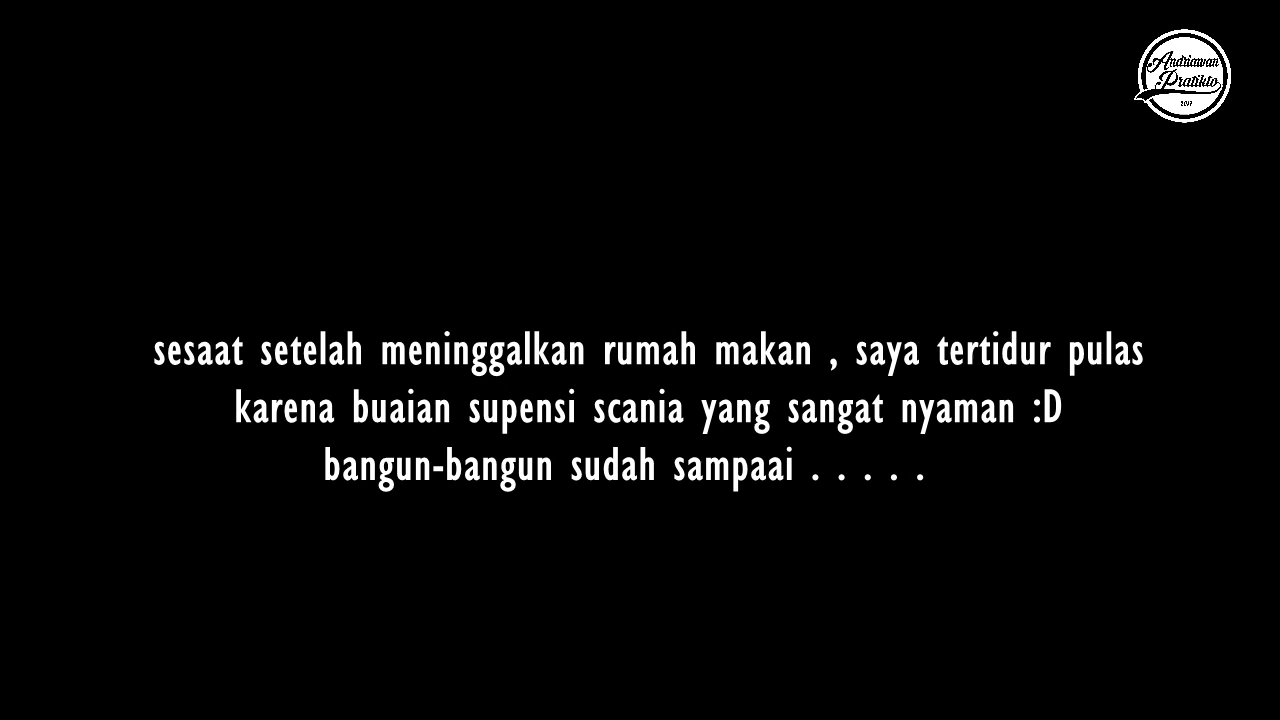 Andriawan
Pratikto
2017
sesaat setelah meninggalkan rumah makan , saya tertidur pulas
karena buaian supensi scania yang sangat nyaman :D
bangun-bangun sudah sampaai . . . . .